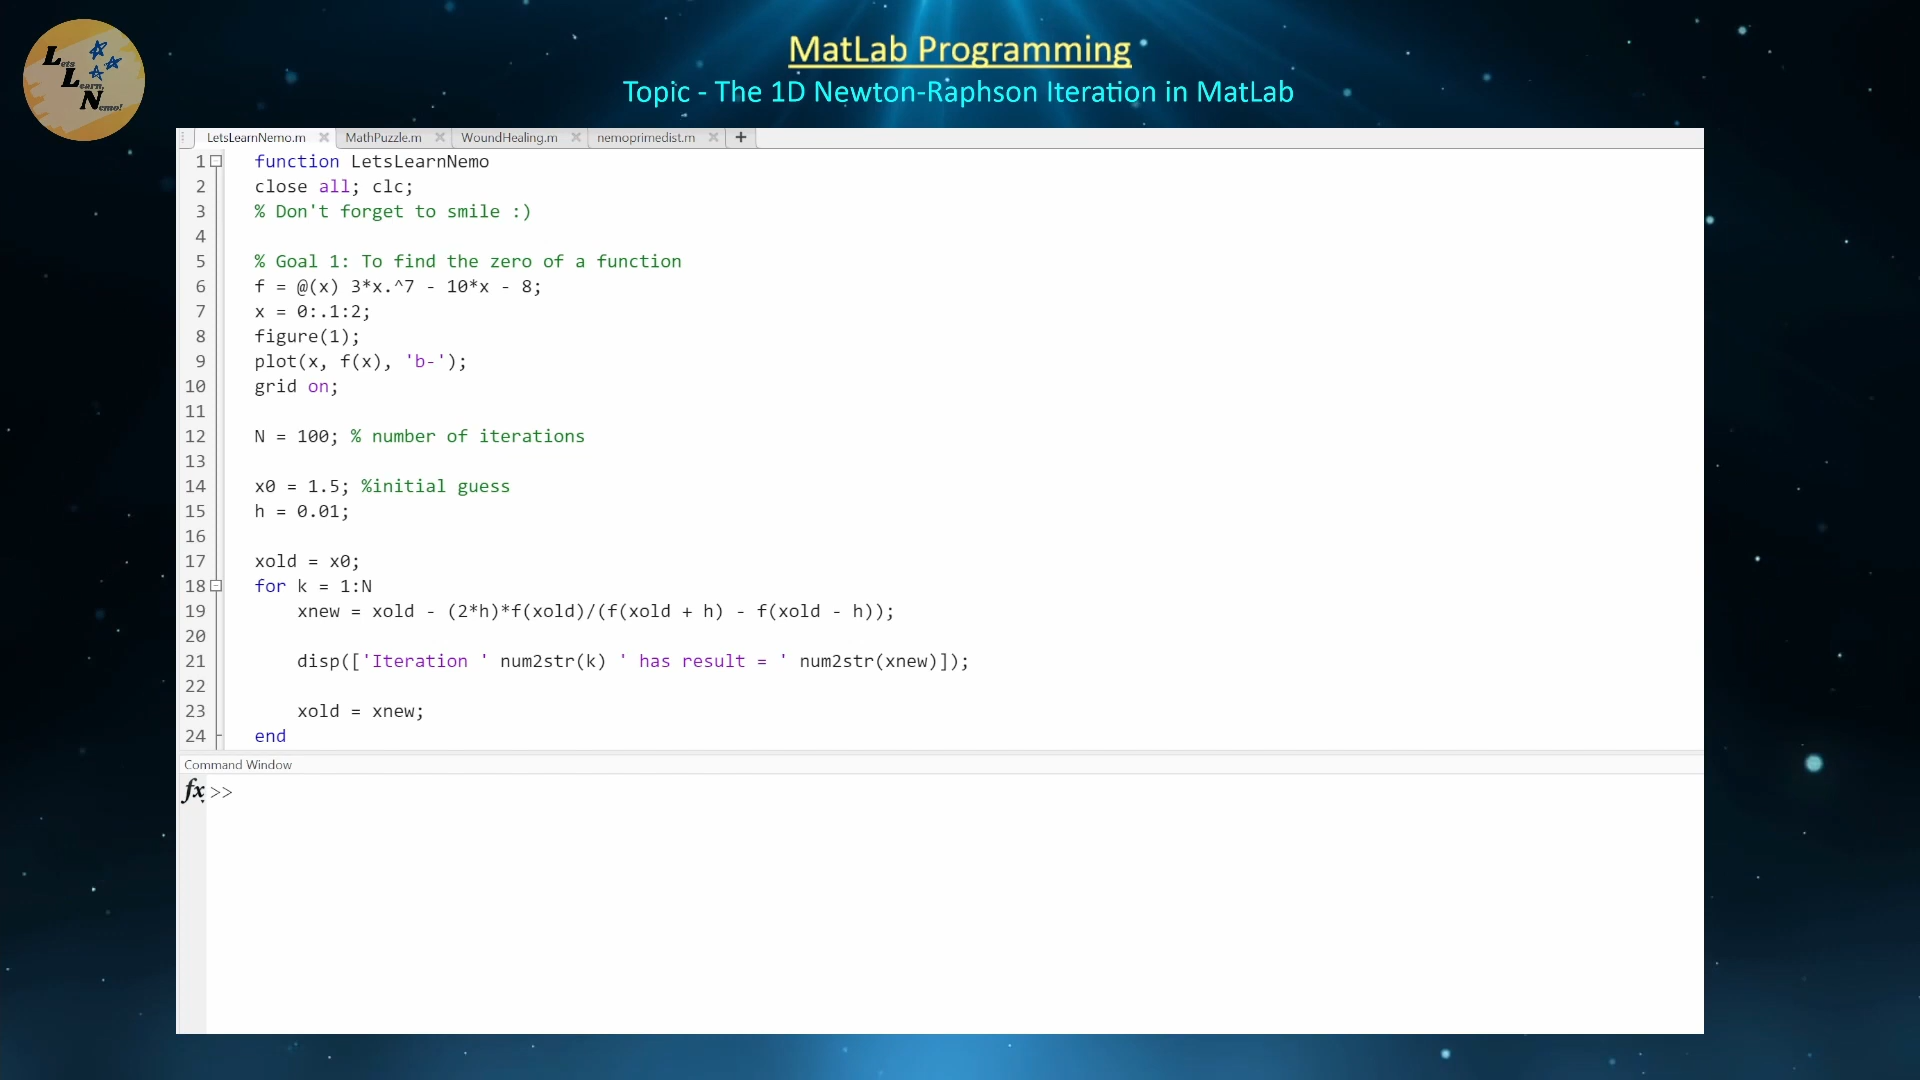 Lets
Learn,
Nemo!
MatLab Programming
Topic - The 1D Newton-Raphson Iteration in MatLab
LetsLearnNemo.m × MathPuzzle.m × WoundHealing.m × nemoprimedist.m × +
1 function LetsLearnNemo
2 close all; clc;
3 % Don't forget to smile :)
4
5 % Goal 1: To find the zero of a function
6 f = @(x) 3*x.^7 - 10*x - 8;
7 x = 0:.1:2;
8 figure(1);
9 plot(x, f(x), 'b-');
10 grid on;
11
12 N = 100; % number of iterations
13
14 x0 = 1.5; %initial guess
15 h = 0.01;
16
17 xold = x0;
18 for k = 1:N
19 xnew = xold - (2*h)*f(xold)/(f(xold + h) - f(xold - h));
20
21 disp(['Iteration ' num2str(k) ' has result = ' num2str(xnew)]);
22
23 xold = xnew;
24 end
Command Window
fx >>